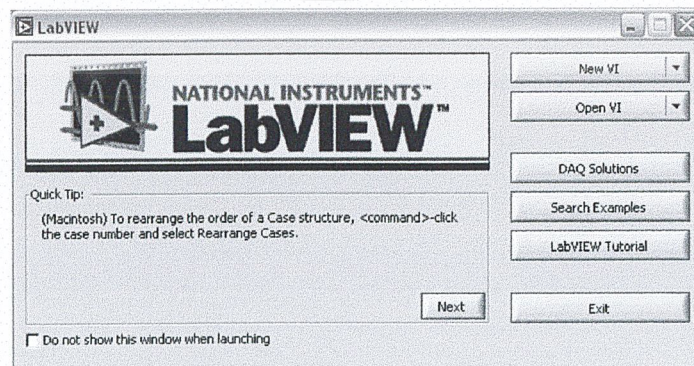 LabVIEW
NATIONAL INSTRUMENTS™
LabVIEW™
New VI
Open VI
DAQ Solutions
Search Examples
LabVIEW Tutorial
Exit
Quick Tip:
(Macintosh) To rearrange the order of a Case structure, <command>-click
the case number and select Rearrange Cases.
Next
Do not show this window when launching